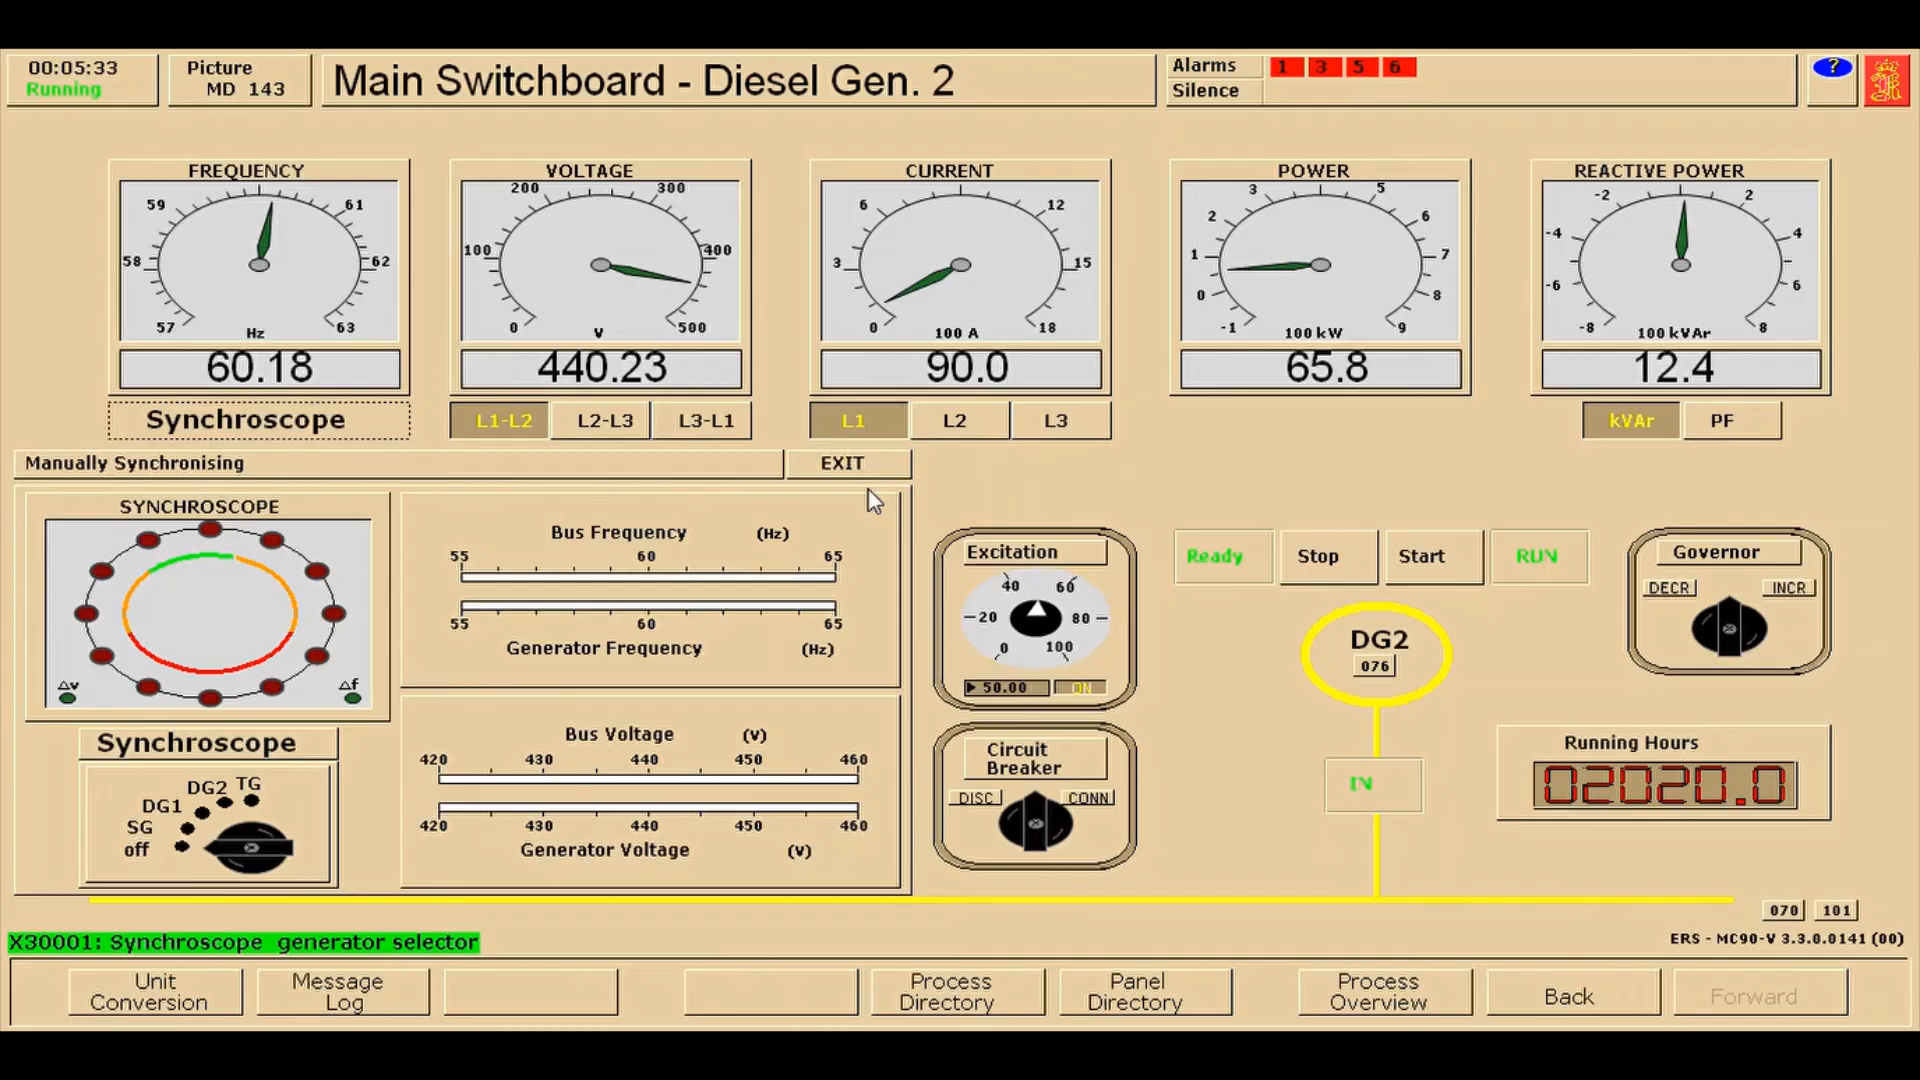 00:05:33
Running
Picture
MD 143
Main Switchboard - Diesel Gen. 2
Alarms
1 3 5 6
Silence
?
FREQUENCY
59 61
58 62
57 63
Hz
60.18
VOLTAGE
200 300
100 400
0 500
V
440.23
CURRENT
6 12
3 15
0 18
100 A
90.0
POWER
3 5
2 6
1 7
0 8
-1 9
100 kW
65.8
REACTIVE POWER
-2 2
-4 4
-6 6
-8 8
100 kVAr
12.4
Synchroscope
L1-L2 L2-L3 L3-L1
L1 L2 L3
kVAr PF
Manually Synchronising
EXIT
SYNCHROSCOPE
Δv Δf
Bus Frequency (Hz)
55 60 65
55 60 65
Generator Frequency (Hz)
Bus Voltage (V)
420 430 440 450 460
420 430 440 450 460
Generator Voltage (V)
Synchroscope
DG2 TG
DG1
SG
off
Excitation
40 60
20 80
0 100
50.00 ON
Circuit
Breaker
DISC CONN
Ready Stop Start RUN
DG2
076
IN
Governor
DECR INCR
Running Hours
02020.0
070 101
X30001: Synchroscope generator selector
ERS - MC90-V 3.3.0.0141 (00)
Unit
Conversion
Message
Log
Process
Directory
Panel
Directory
Process
Overview
Back
Forward